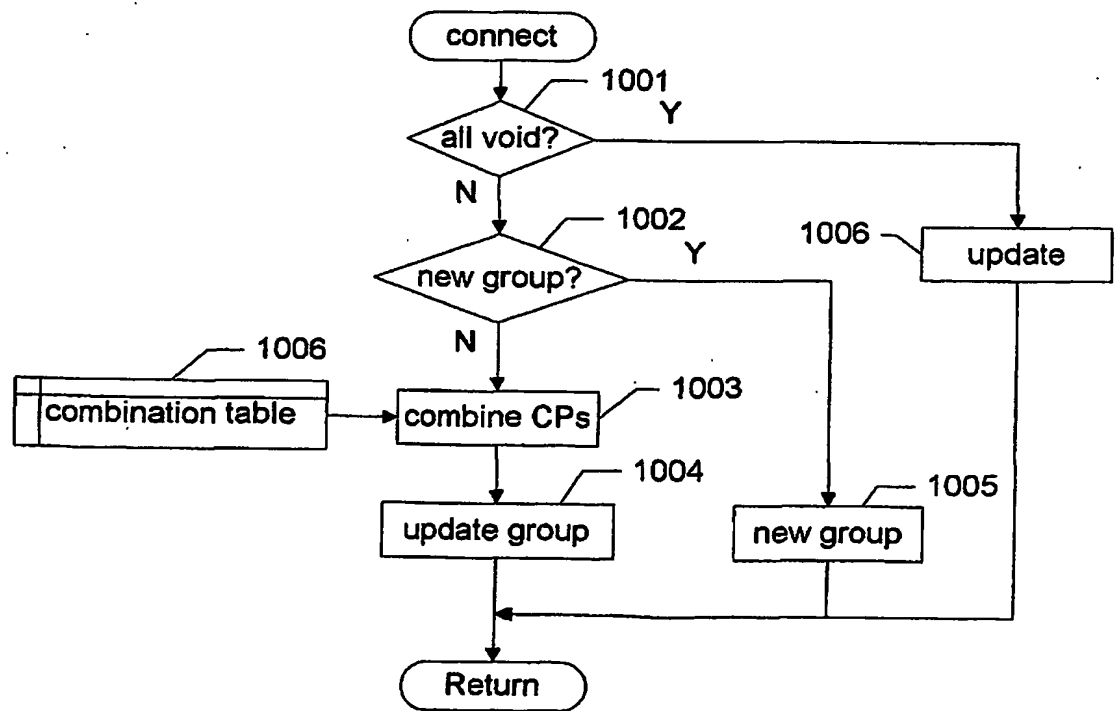 connect
1001
Y
all void?
N
1002
Y
1006
update
new group?
N
1006
combination table
1003
combine CPs
1004
1005
update group
new group
Return